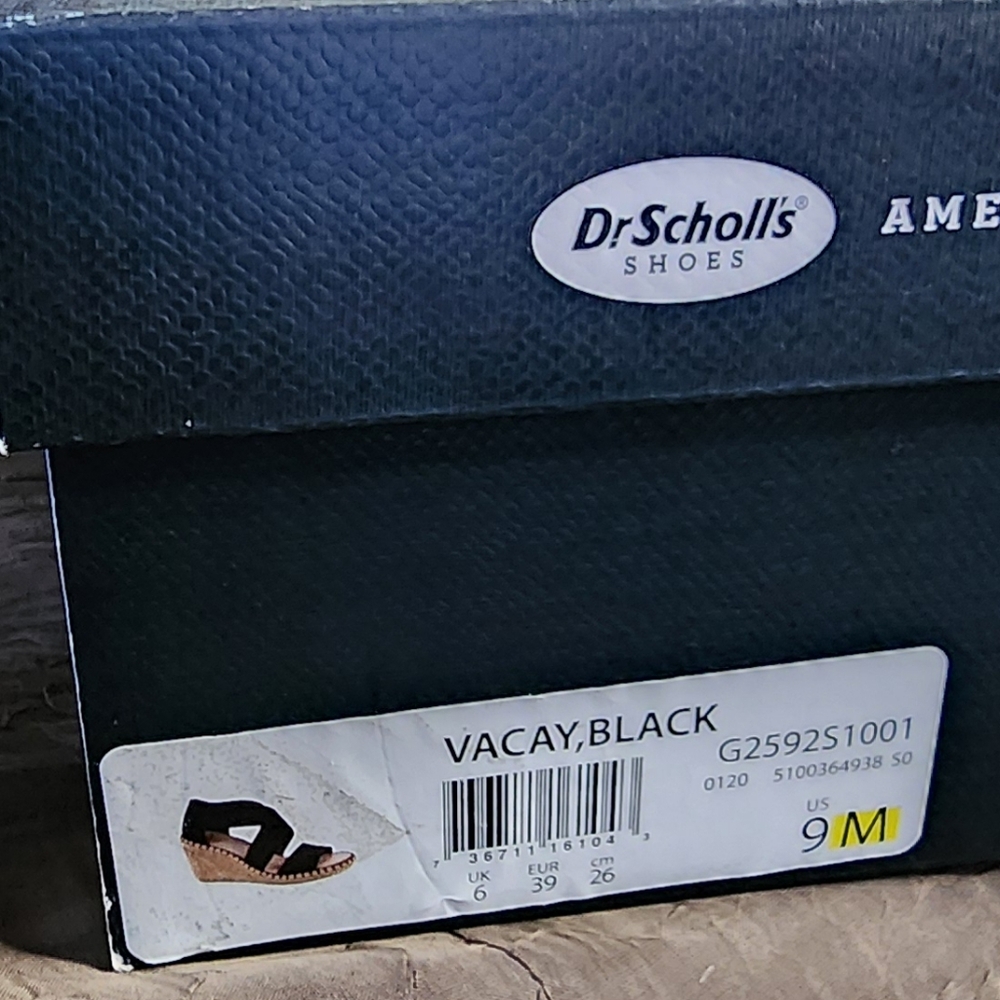 Dr. Scholl's®
SHOES
AME
VACAY,BLACK
G2592S1001
0120 5100364938 S0
7 36711 16104 3
US
9 M
UK
6
EUR
39
cm
26